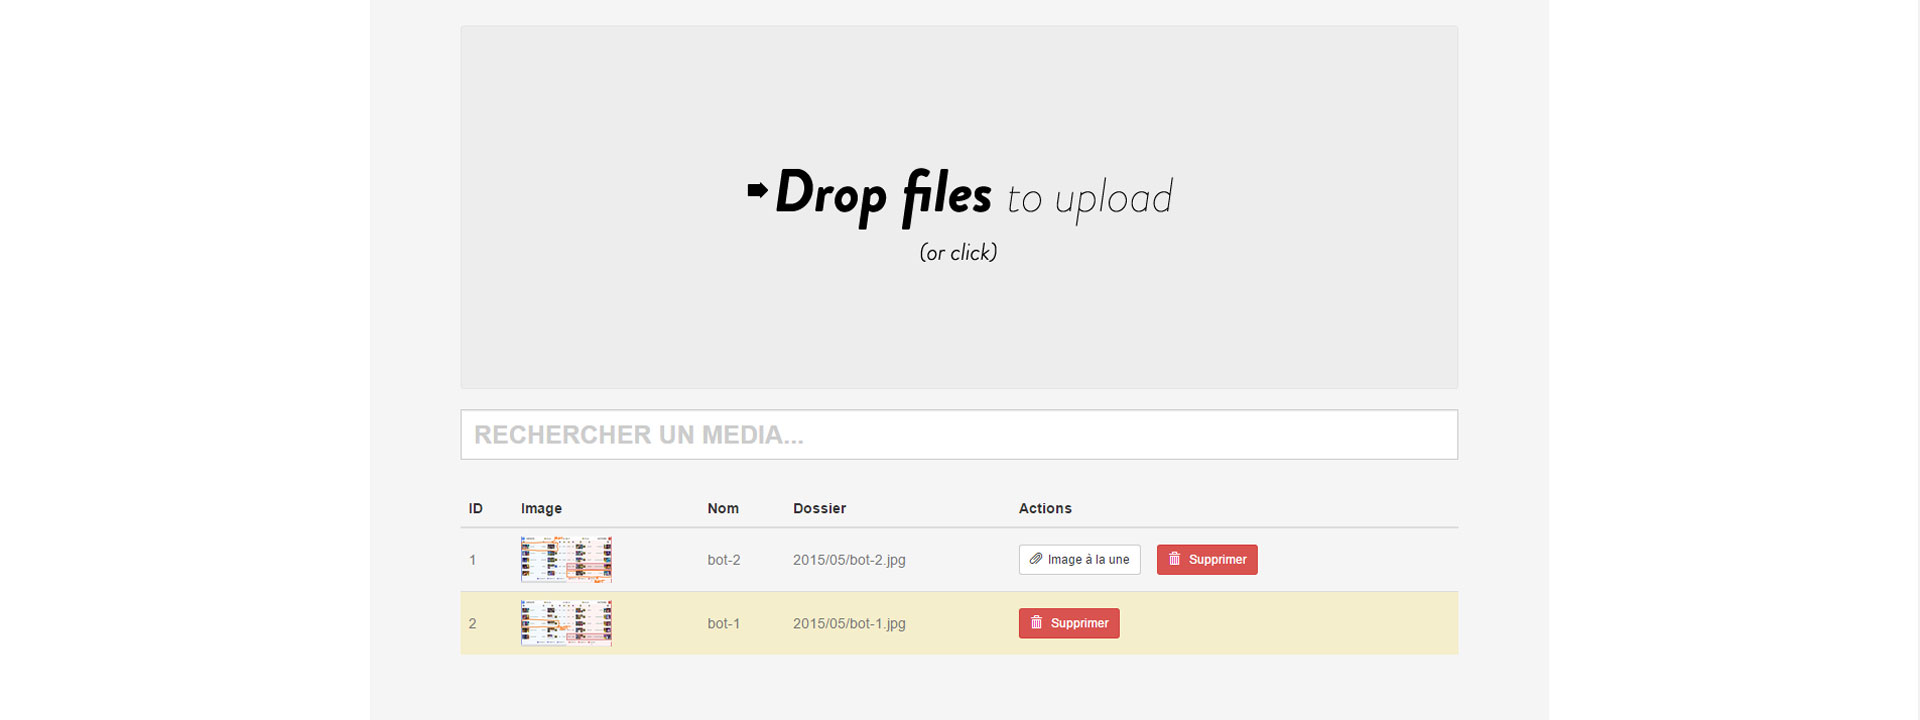 Drop files to upload
(or click)
RECHERCHER UN MEDIA...
ID Image Nom Dossier Actions
1 bot-2 2015/05/bot-2.jpg Image à la une Supprimer
2 bot-1 2015/05/bot-1.jpg Supprimer